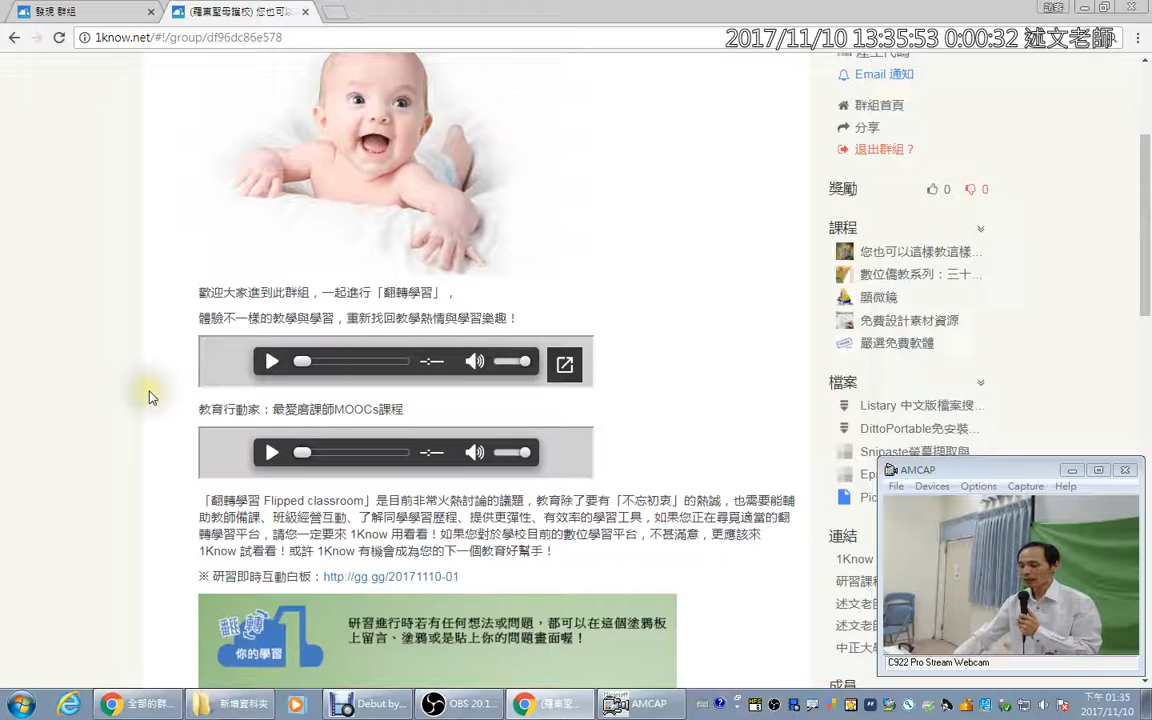 發現 群組
(羅東聖母護校) 您也可以
訪客
1know.net/#!/group/df96dc86e578
2017/11/10 13:35:53 0:00:32 述文老師
Email 通知
群組首頁
分享
退出群組？
獎勵
0
0
課程
您也可以這樣教這樣...
數位僑教系列：三十...
顯微鏡
免費設計素材資源
嚴選免費軟體
檔案
Listary 中文版檔案搜...
DittoPortable免安裝...
Snipaste螢幕擷取與
連結
1Know
研習課
述文老
述文老
中正大
成員
歡迎大家進到此群組，一起進行「翻轉學習」，
體驗不一樣的教學與學習，重新找回教學熱情與學習樂趣！
--:--
教育行動家：最愛磨課師MOOCs課程
--:--
「翻轉學習 Flipped classroom」是目前非常火熱討論的議題，教育除了要有「不忘初衷」的熱誠，也需要能輔
助教師備課、班級經營互動、了解同學學習歷程、提供更彈性、有效率的學習工具，如果您正在尋覓適當的翻
轉學習平台，請您一定要來 1Know 用看看！如果您對於學校目前的數位學習平台，不甚滿意，更應該來
1Know 試看看！或許 1Know 有機會成為您的下一個教育好幫手！
※ 研習即時互動白板：http://gg.gg/20171110-01
翻轉
你的學習
研習進行時若有任何想法或問題，都可以在這個塗鴉板
上留言、塗鴉或是貼上你的問題畫面喔！
AMCAP
File Devices Options Capture Help
C922 Pro Stream Webcam
全部的群...
新增資料夾
Debut by...
OBS 20.1...
(羅東聖...
AMCAP
下午 01:35
2017/11/10